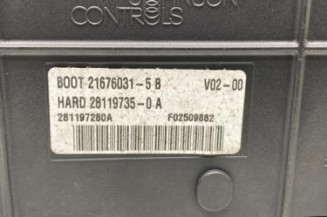 CONTROLS
BOOT 21676031-5 B V02-00
HARD 28119735-0 A
281197280A F02509882